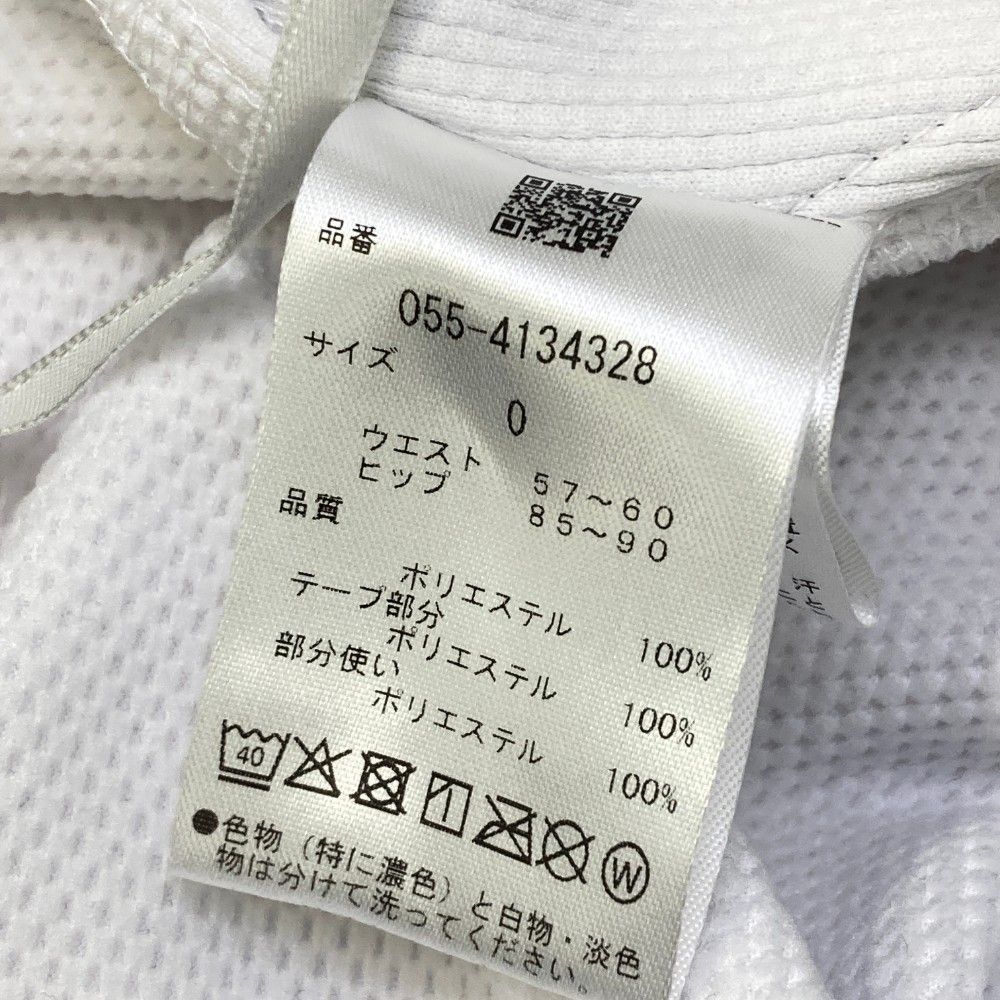 品番
055-4134328
サイズ
0
ウエスト 57～60
ヒップ 85～90
品質
ポリエステル 100%
テープ部分
ポリエステル 100%
部分使い
ポリエステル 100%
40
W
●色物(特に濃色)と白物・淡色
物は分けて洗ってください。
汗